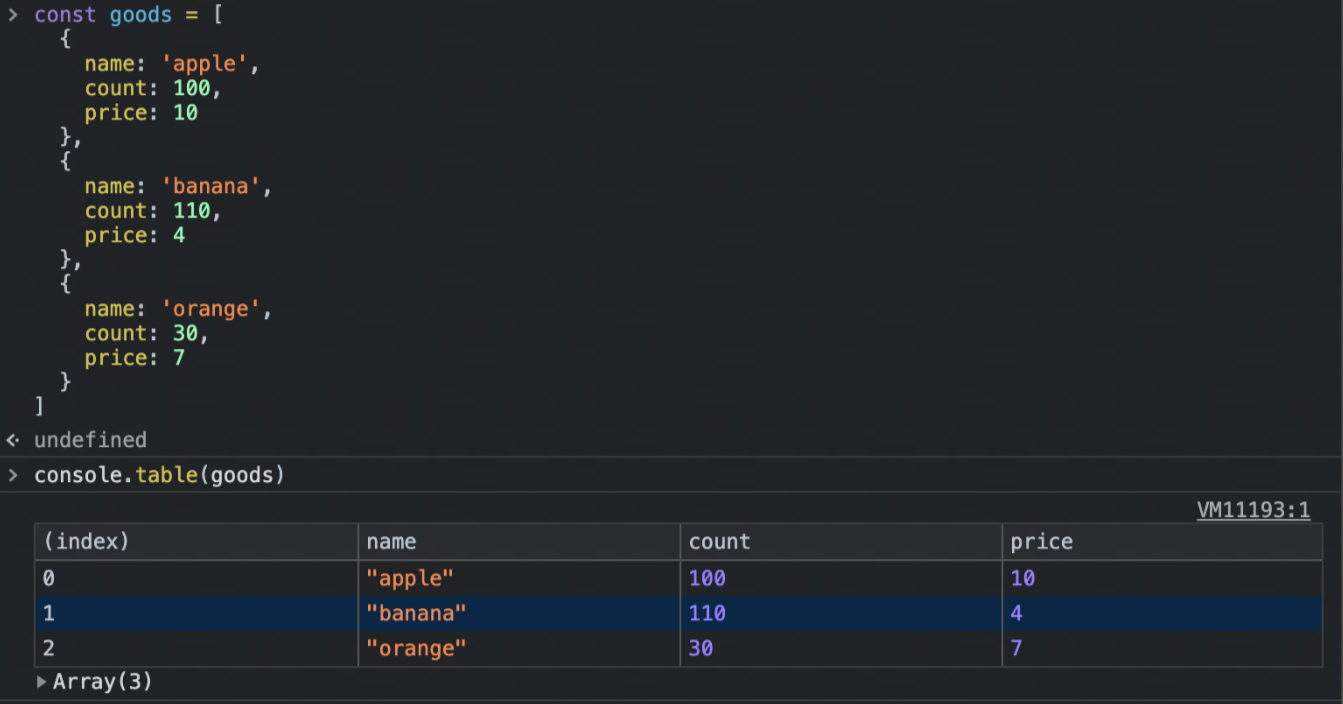 > const goods = [
{
name: 'apple',
count: 100,
price: 10
},
{
name: 'banana',
count: 110,
price: 4
},
{
name: 'orange',
count: 30,
price: 7
}
]
undefined
> console.table(goods)
VM11193:1
(index) name count price
0 "apple" 100 10
1 "banana" 110 4
2 "orange" 30 7
▶ Array(3)